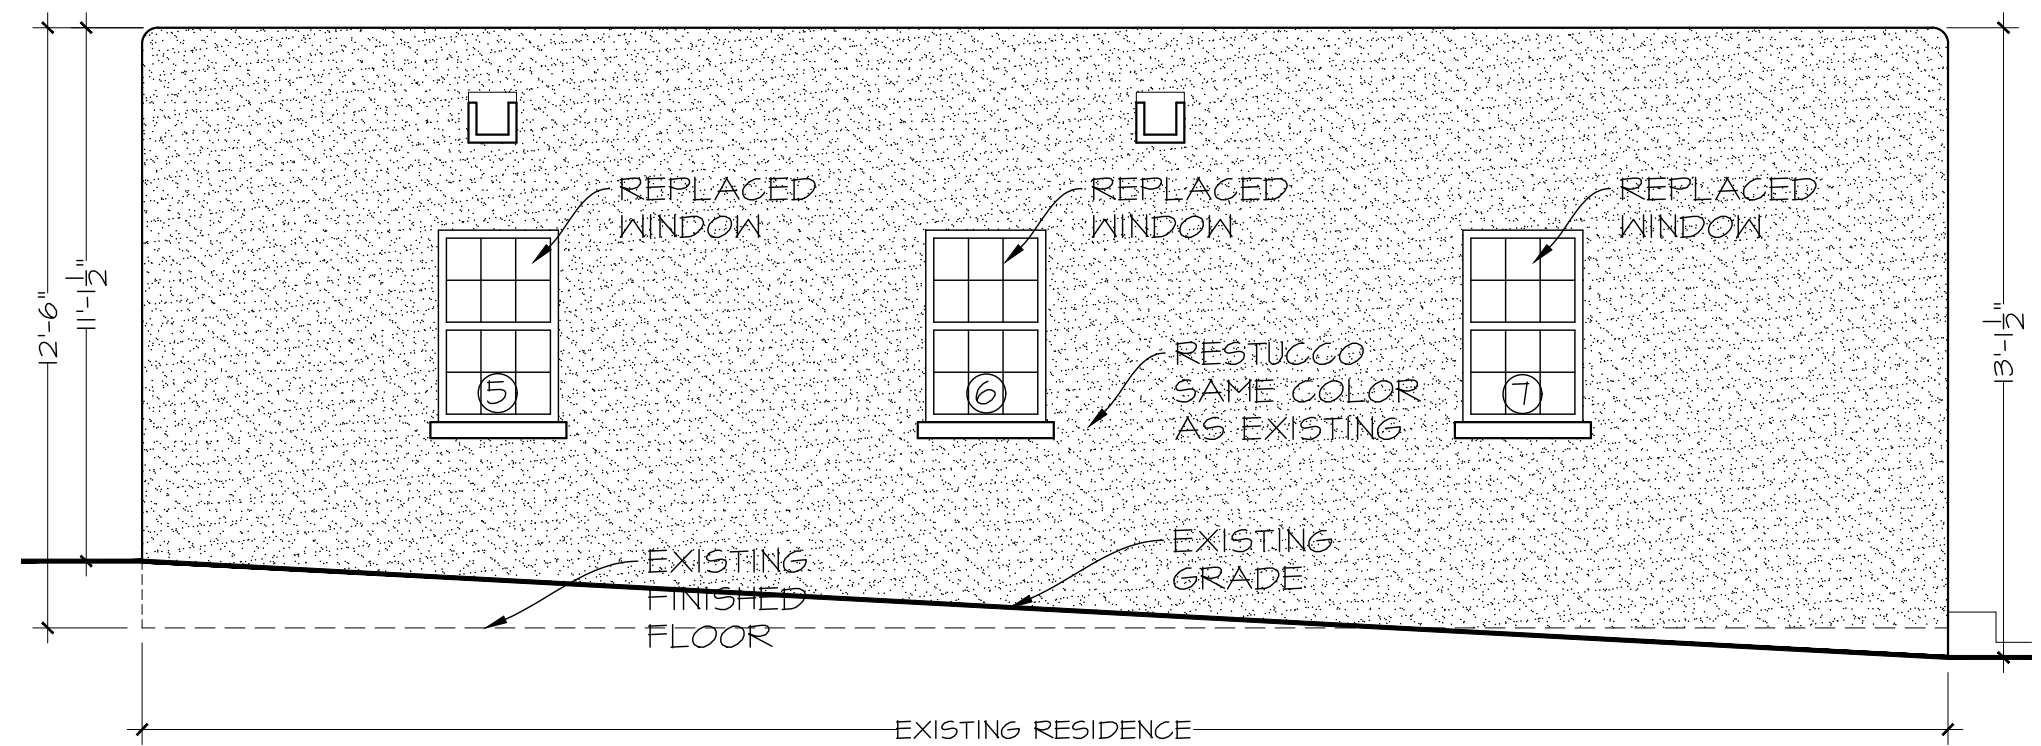 12'-6"
11'-1 1/2"
13'-1 1/2"
REPLACED
WINDOW
REPLACED
WINDOW
REPLACED
WINDOW
5
6
7
RESTUCCO
SAME COLOR
AS EXISTING
EXISTING
FINISHED
FLOOR
EXISTING
GRADE
EXISTING RESIDENCE